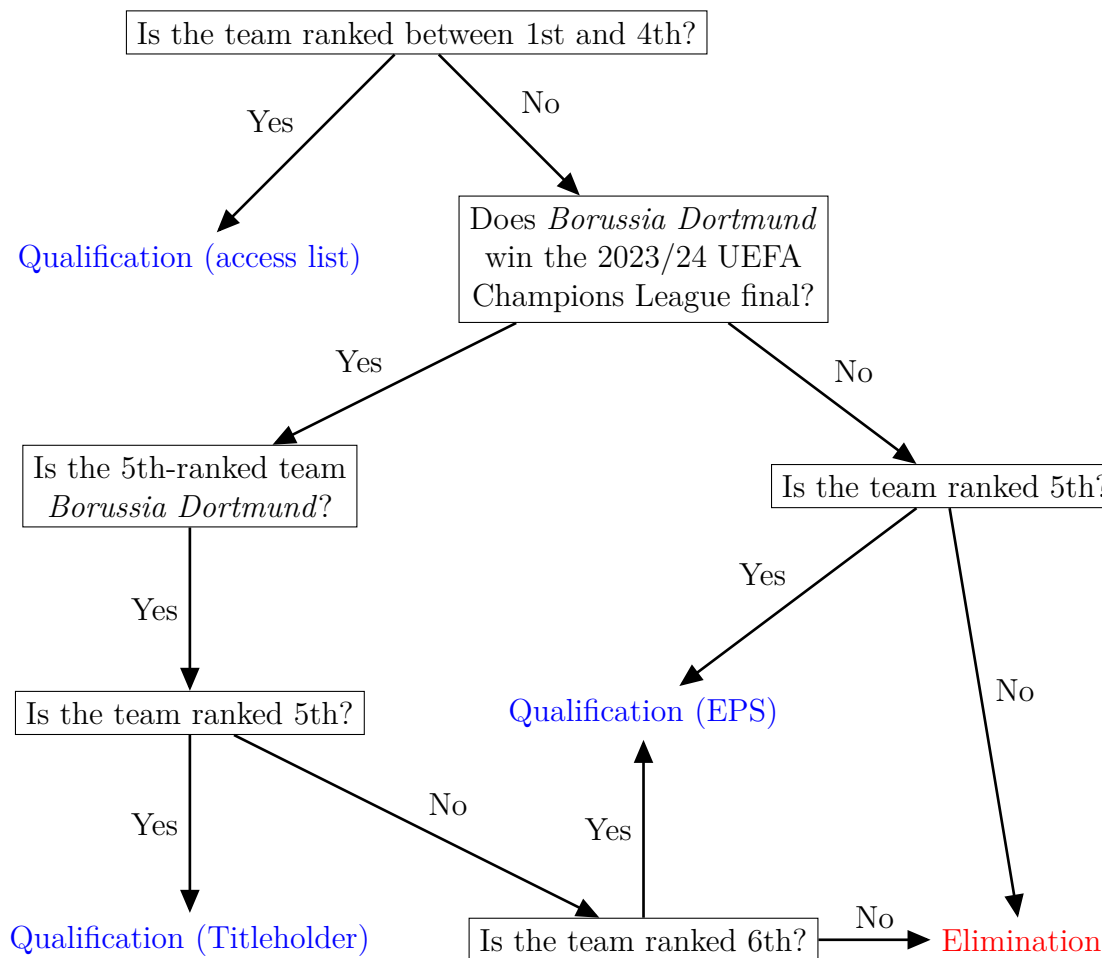 Is the team ranked between 1st and 4th?
Yes
No
Qualification (access list)
Does Borussia Dortmund
win the 2023/24 UEFA
Champions League final?
Yes
No
Is the 5th-ranked team
Borussia Dortmund?
Is the team ranked 5th?
Yes
Yes
No
Is the team ranked 5th?
Qualification (EPS)
Yes
No
Yes
Qualification (Titleholder)
Is the team ranked 6th?
No
Elimination